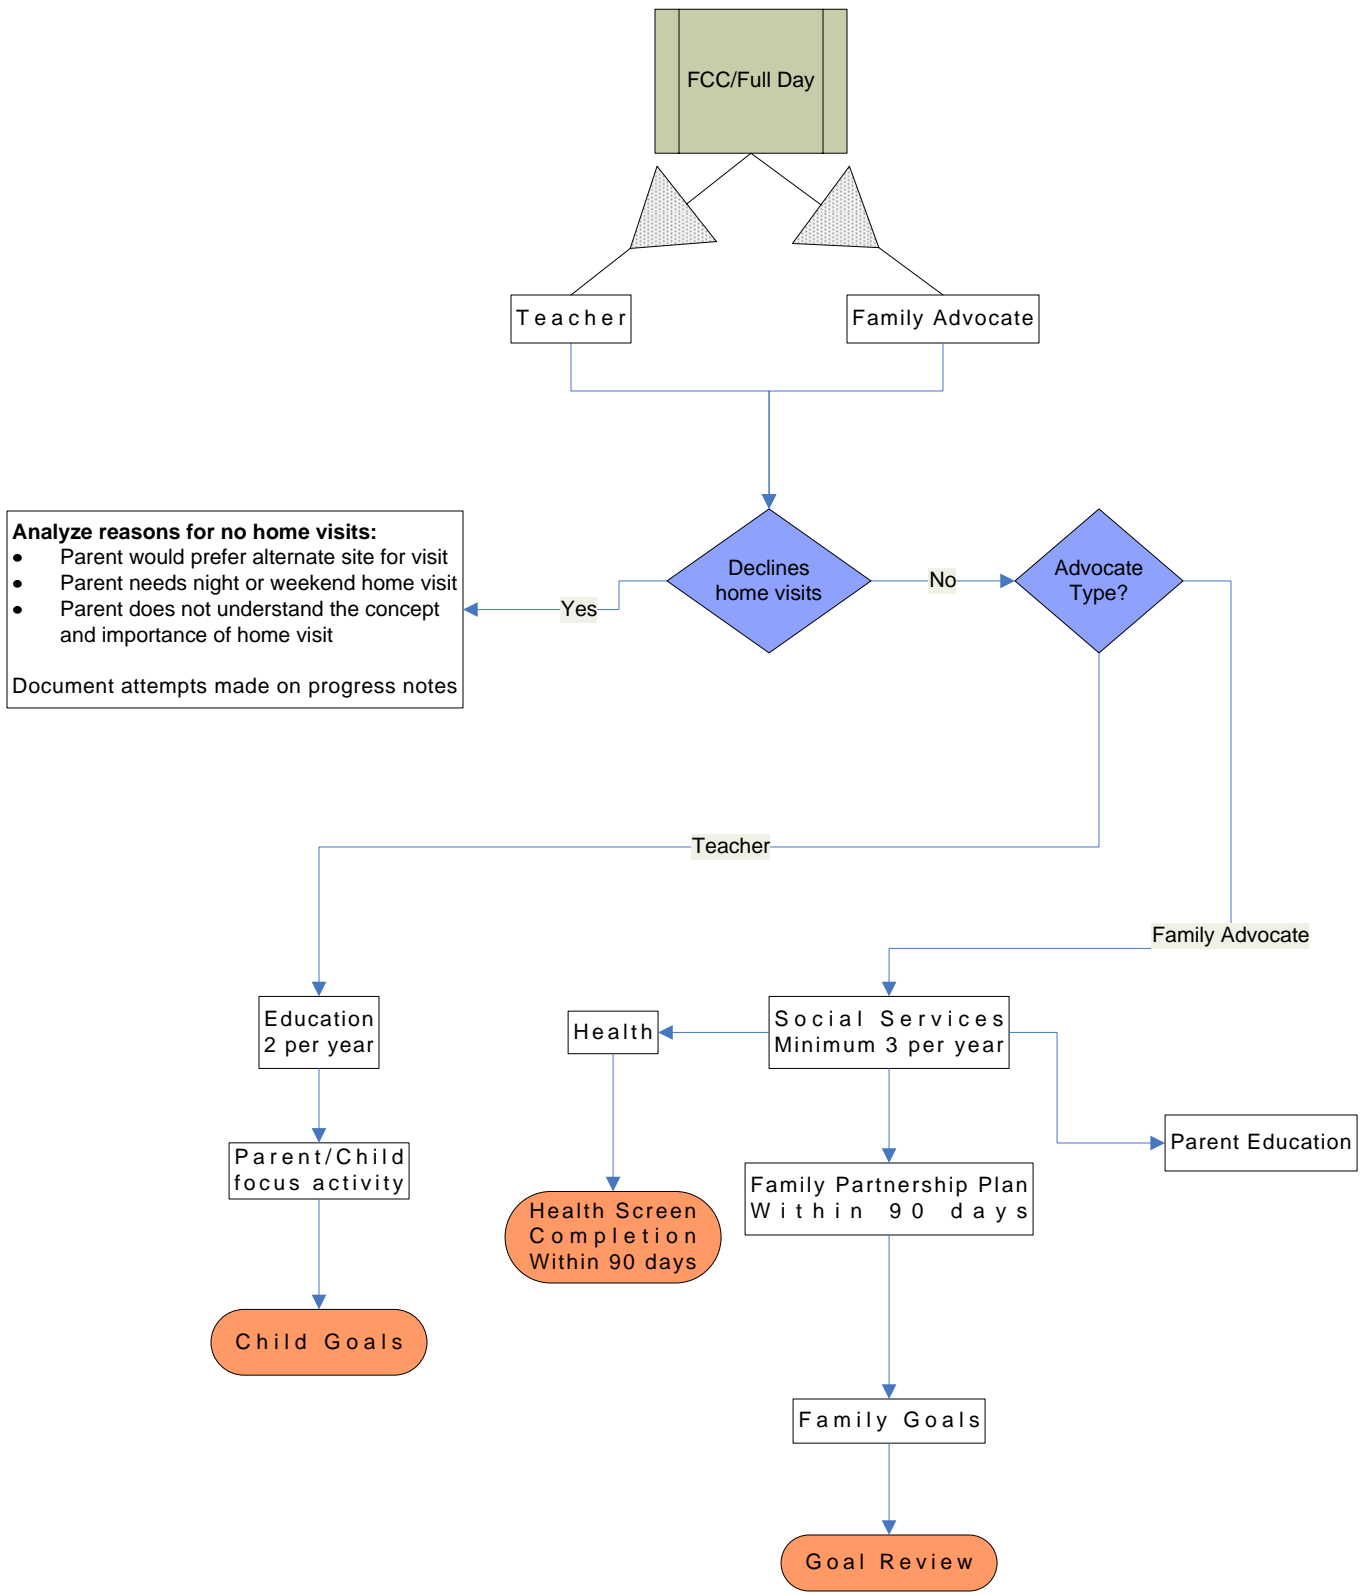 FCC/Full Day
Teacher
Family Advocate
Analyze reasons for no home visits:
• Parent would prefer alternate site for visit
• Parent needs night or weekend home visit
• Parent does not understand the concept
and importance of home visit
Document attempts made on progress notes
Yes
Declines
home visits
No
Advocate
Type?
Teacher
Family Advocate
Education
2 per year
Health
Social Services
Minimum 3 per year
Parent Education
Parent/Child
focus activity
Family Partnership Plan
Within 90 days
Health Screen
Completion
Within 90 days
Child Goals
Family Goals
Goal Review